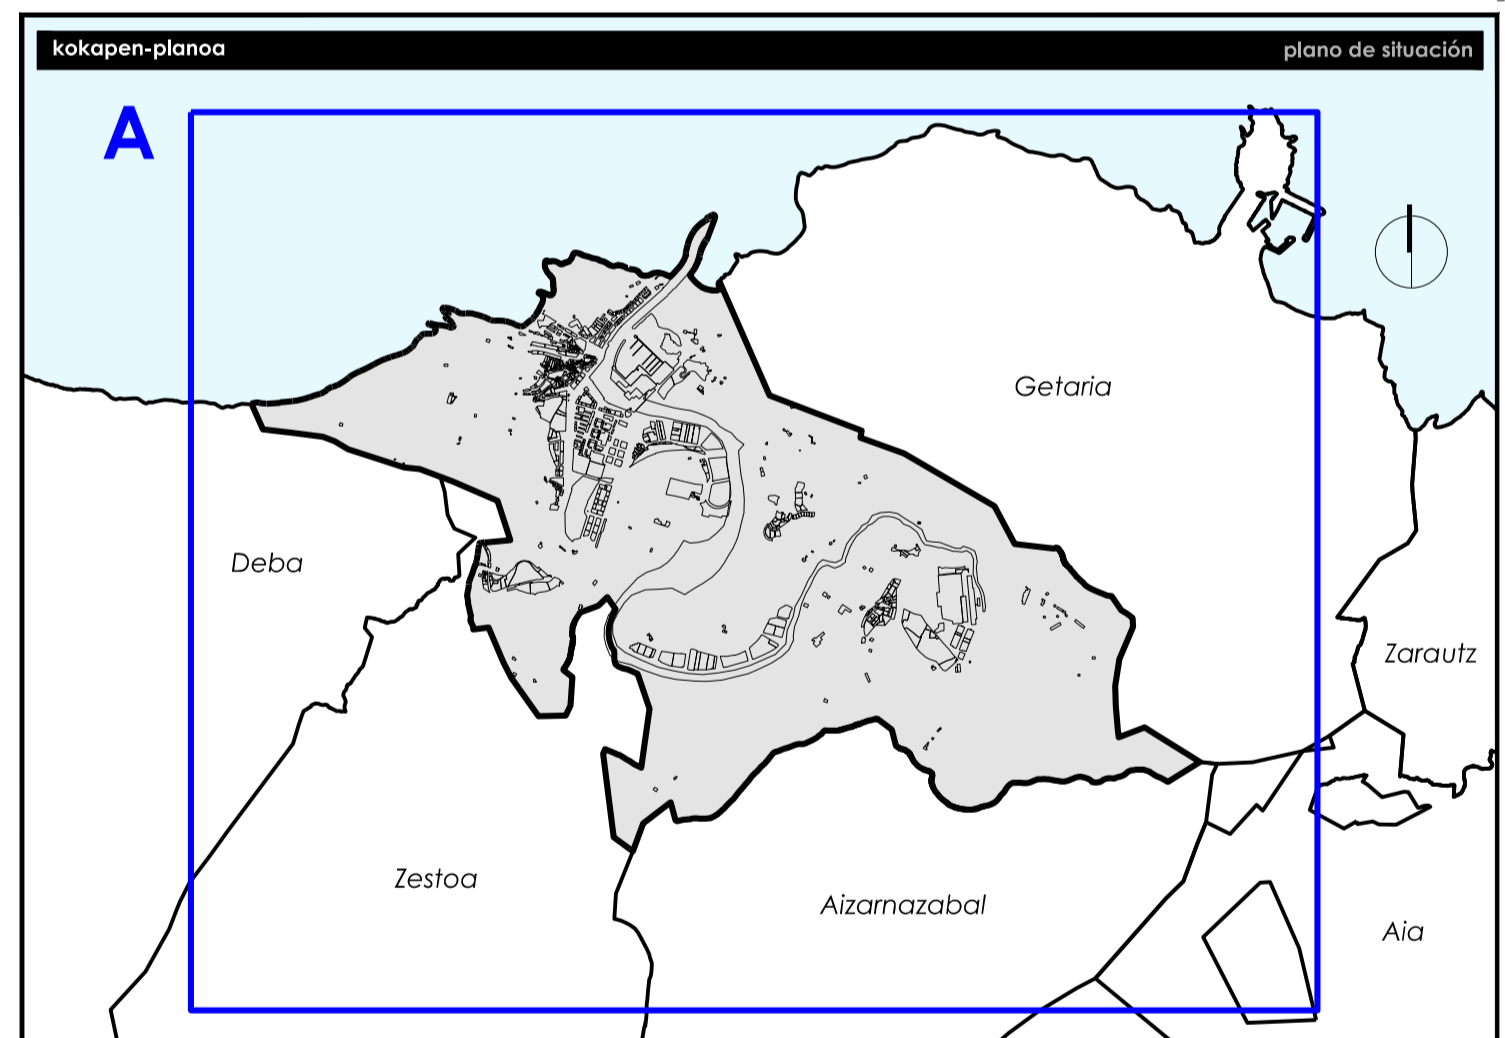 kokapen-planoa
plano de situación
A
Getaria
Deba
Zarautz
Zestoa
Aizarnazabal
Aia